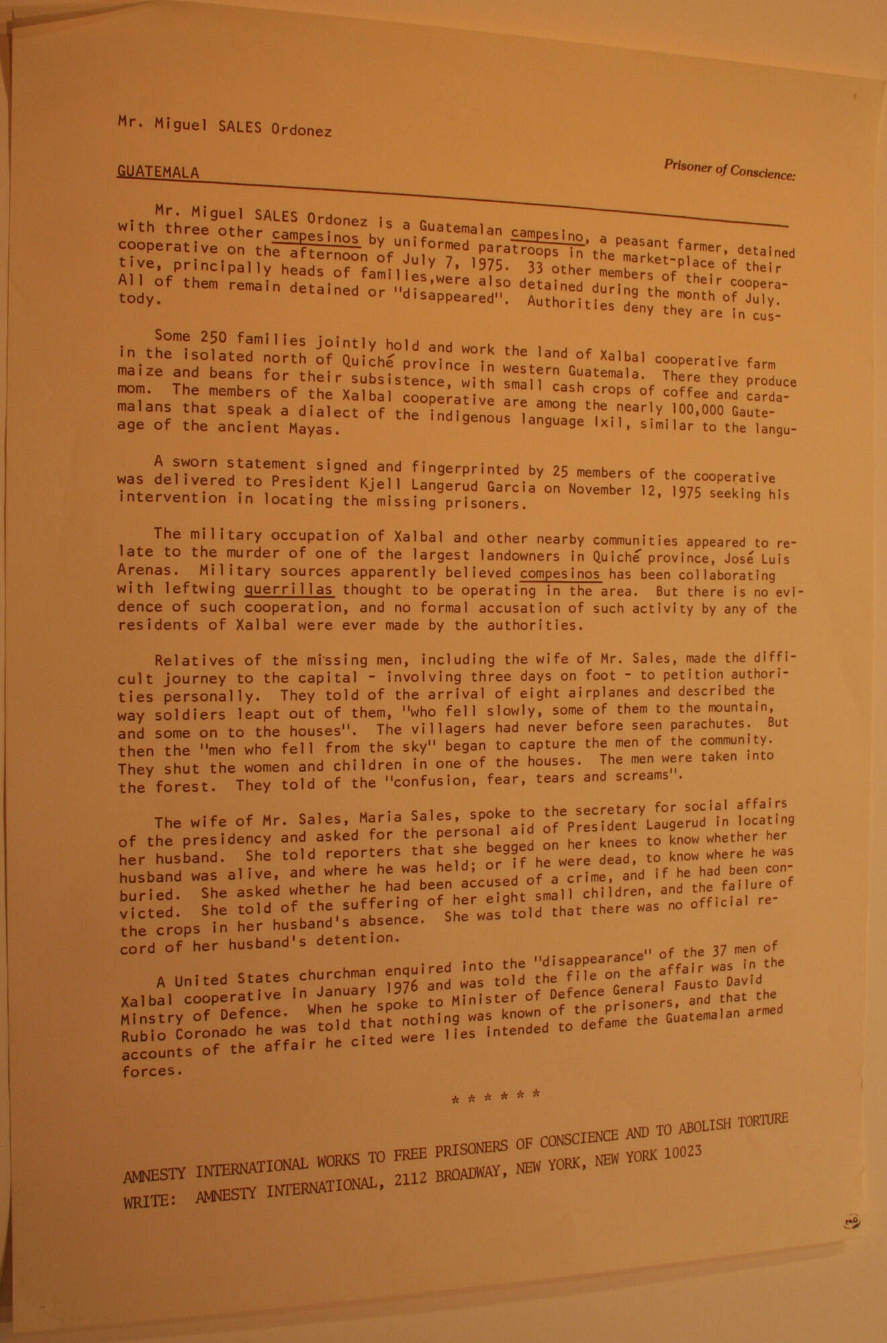 Mr. Miguel SALES Ordonez
Prisoner of Conscience:
GUATEMALA
Mr. Miguel SALES Ordonez is a Guatemalan campesino, a peasant farmer, detained
with three other campesinos by uniformed paratroops in the market-place of their
cooperative on the afternoon of July 7, 1975. 33 other members of their coopera-
tive, principally heads of families,were also detained during the month of July.
All of them remain detained or "disappeared". Authorities deny they are in cus-
tody.
Some 250 families jointly hold and work the land of Xalbal cooperative farm
in the isolated north of Quiché province in western Guatemala. There they produce
maize and beans for their subsistence, with small cash crops of coffee and carda-
mom. The members of the Xalbal cooperative are among the nearly 100,000 Gaute-
malans that speak a dialect of the indigenous language Ixil, similar to the langu-
age of the ancient Mayas.
A sworn statement signed and fingerprinted by 25 members of the cooperative
was delivered to President Kjell Langerud Garcia on November 12, 1975 seeking his
intervention in locating the missing prisoners.
The military occupation of Xalbal and other nearby communities appeared to re-
late to the murder of one of the largest landowners in Quiché province, José Luis
Arenas. Military sources apparently believed compesinos has been collaborating
with leftwing guerrillas thought to be operating in the area. But there is no evi-
dence of such cooperation, and no formal accusation of such activity by any of the
residents of Xalbal were ever made by the authorities.
Relatives of the missing men, including the wife of Mr. Sales, made the diffi-
cult journey to the capital - involving three days on foot - to petition authori-
ties personally. They told of the arrival of eight airplanes and described the
way soldiers leapt out of them, "who fell slowly, some of them to the mountain,
and some on to the houses". The villagers had never before seen parachutes. But
then the "men who fell from the sky" began to capture the men of the community.
They shut the women and children in one of the houses. The men were taken into
the forest. They told of the "confusion, fear, tears and screams".
The wife of Mr. Sales, Maria Sales, spoke to the secretary for social affairs
of the presidency and asked for the personal aid of President Laugerud in locating
her husband. She told reporters that she begged on her knees to know whether her
husband was alive, and where he was held; or if he were dead, to know where he was
buried. She asked whether he had been accused of a crime, and if he had been con-
victed. She told of the suffering of her eight small children, and the failure of
the crops in her husband's absence. She was told that there was no official re-
cord of her husband's detention.
A United States churchman enquired into the "disappearance" of the 37 men of
Xalbal cooperative in January 1976 and was told the file on the affair was in the
Minstry of Defence. When he spoke to Minister of Defence General Fausto David
Rubio Coronado he was told that nothing was known of the prisoners, and that the
accounts of the affair he cited were lies intended to defame the Guatemalan armed
forces.
* * * * * *
AMNESTY INTERNATIONAL WORKS TO FREE PRISONERS OF CONSCIENCE AND TO ABOLISH TORTURE
WRITE: AMNESTY INTERNATIONAL, 2112 BROADWAY, NEW YORK, NEW YORK 10023